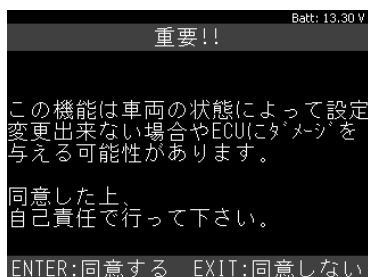 Batt: 13.30 V
重要!!
この機能は車両の状態によって設定
変更出来ない場合やECUにﾀﾞﾒｰｼﾞを
与える可能性があります。
同意した上、
自己責任で行って下さい。
ENTER:同意する　EXIT:同意しない